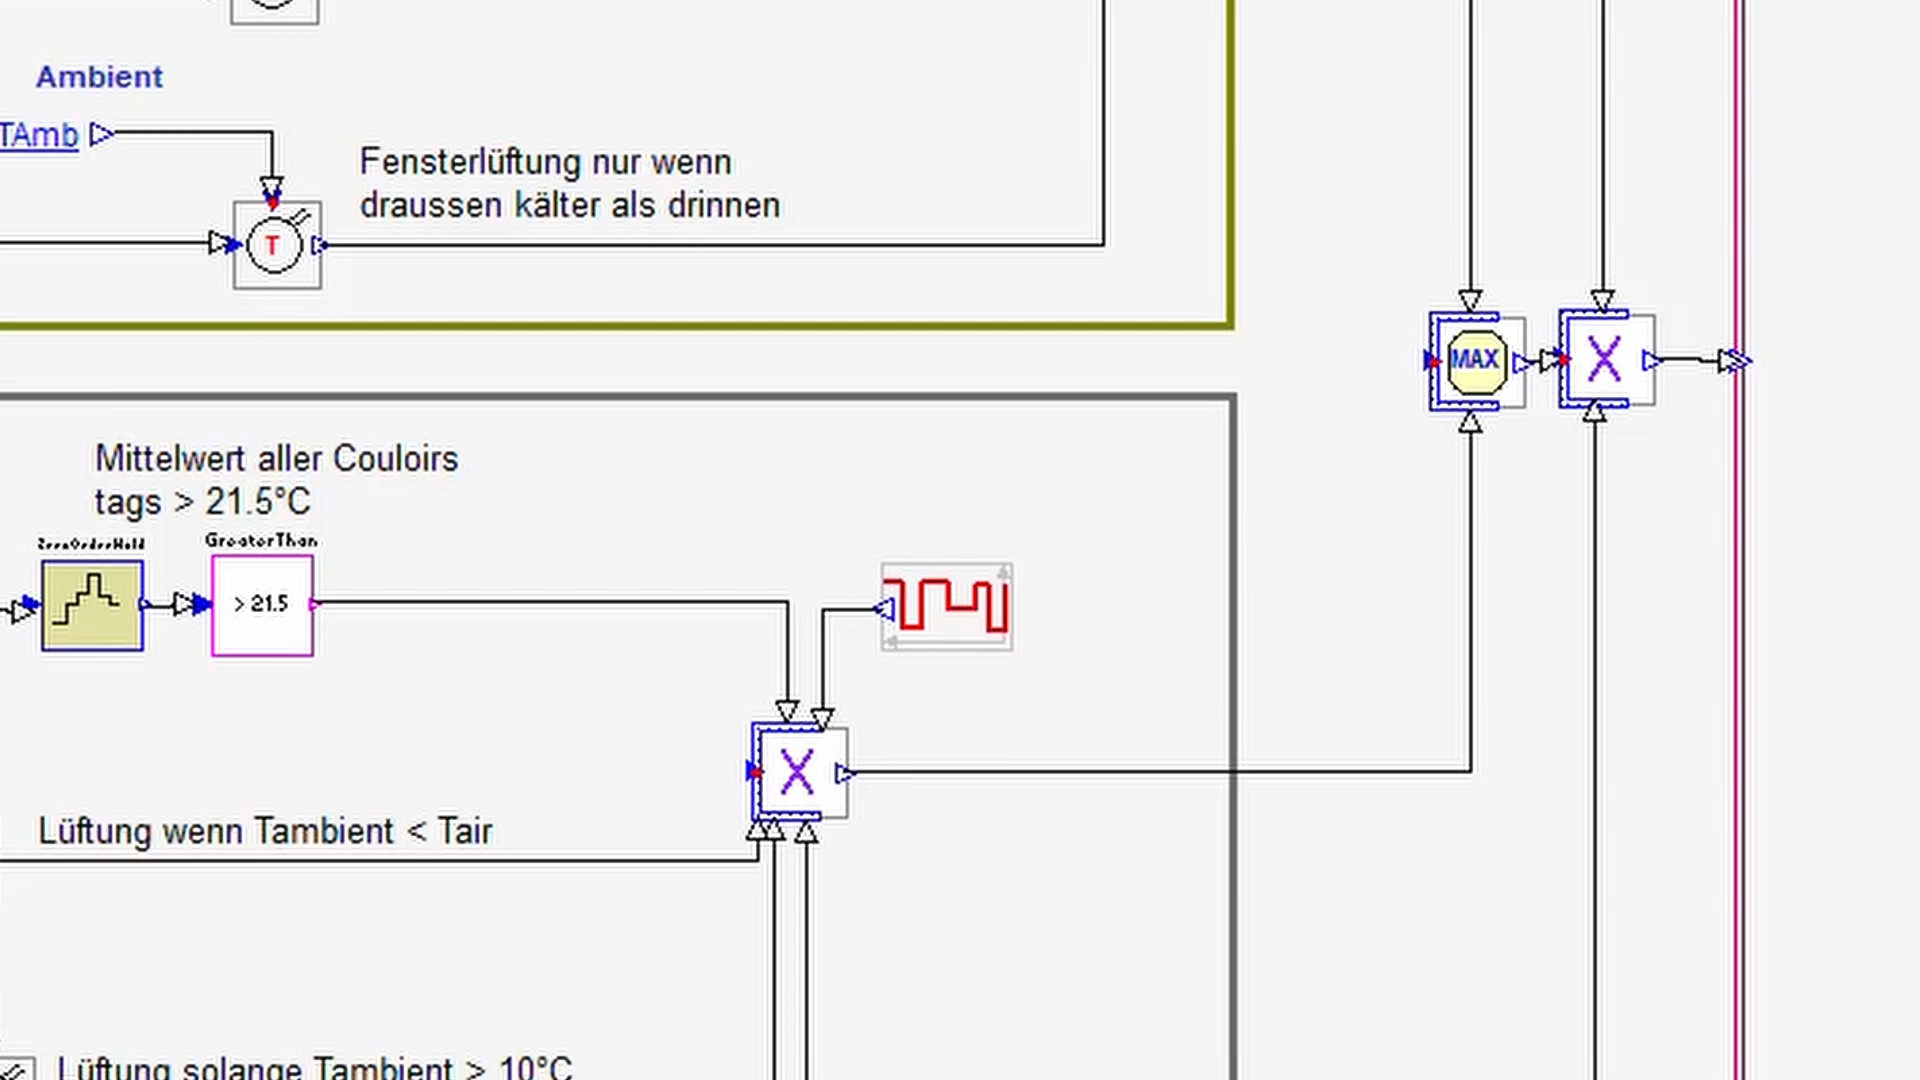 Ambient
TAmb
Fensterlüftung nur wenn
draussen kälter als drinnen
T
MAX
X
Mittelwert aller Couloirs
tags > 21.5°C
ZeroOrderHold
GreaterThan
> 21.5
X
Lüftung wenn Tambient < Tair
Lüftung solange Tambient > 10°C